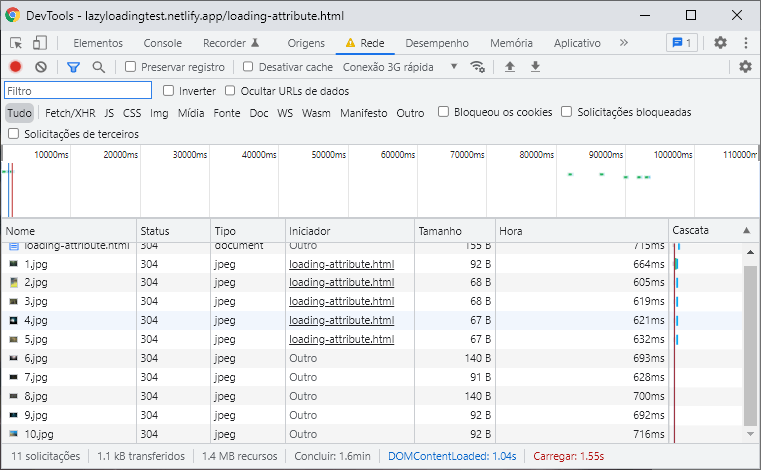 DevTools - lazyloadingtest.netlify.app/loading-attribute.html
Elementos Console Recorder Origens Rede Desempenho Memória Aplicativo » 1
Preservar registro Desativar cache Conexão 3G rápida
Filtro Inverter Ocultar URLs de dados
Tudo Fetch/XHR JS CSS Img Mídia Fonte Doc WS Wasm Manifesto Outro Bloqueou os cookies Solicitações bloqueadas
Solicitações de terceiros
10000ms 20000ms 30000ms 40000ms 50000ms 60000ms 70000ms 80000ms 90000ms 100000ms 110000ms
Nome Status Tipo Iniciador Tamanho Hora Cascata
loading-attribute.html 304 document Outro 155 B 715ms
1.jpg 304 jpeg loading-attribute.html 92 B 664ms
2.jpg 304 jpeg loading-attribute.html 68 B 605ms
3.jpg 304 jpeg loading-attribute.html 68 B 619ms
4.jpg 304 jpeg loading-attribute.html 67 B 621ms
5.jpg 304 jpeg loading-attribute.html 67 B 632ms
6.jpg 304 jpeg Outro 140 B 693ms
7.jpg 304 jpeg Outro 91 B 628ms
8.jpg 304 jpeg Outro 140 B 700ms
9.jpg 304 jpeg Outro 92 B 692ms
10.jpg 304 jpeg Outro 92 B 716ms
11 solicitações 1.1 kB transferidos 1.4 MB recursos Concluir: 1.6min DOMContentLoaded: 1.04s Carregar: 1.55s